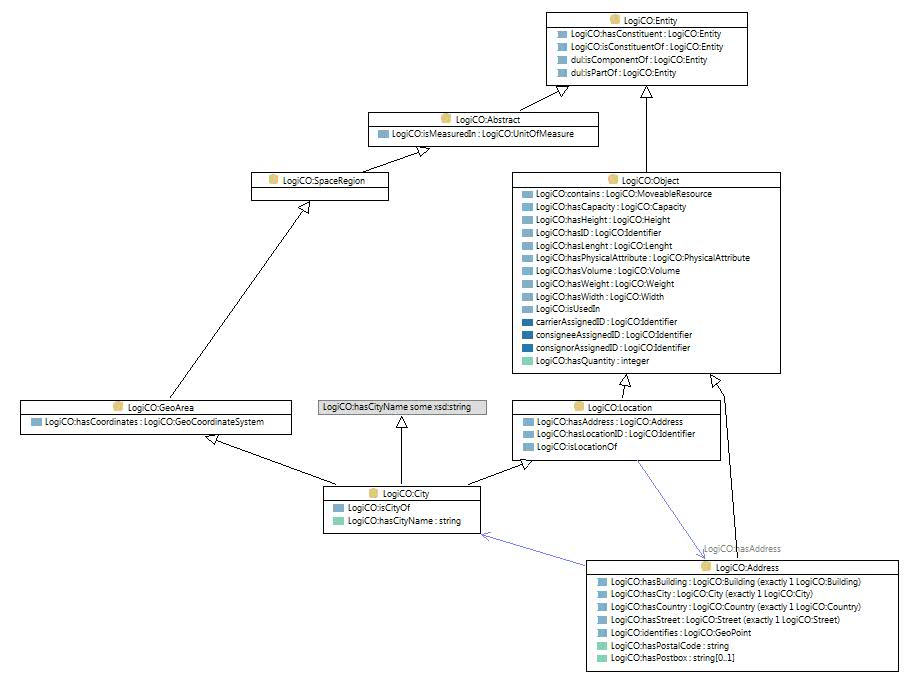 LogiCO:Entity
LogiCO:hasConstituent : LogiCO:Entity
LogiCO:isConstituentOf : LogiCO:Entity
dul:isComponentOf : LogiCO:Entity
dul:isPartOf : LogiCO:Entity
LogiCO:Abstract
LogiCO:isMeasuredIn : LogiCO:UnitOfMeasure
LogiCO:SpaceRegion
LogiCO:Object
LogiCO:contains : LogiCO:MoveableResource
LogiCO:hasCapacity : LogiCO:Capacity
LogiCO:hasHeight : LogiCO:Height
LogiCO:hasID : LogiCO:Identifier
LogiCO:hasLenght : LogiCO:Lenght
LogiCO:hasPhysicalAttribute : LogiCO:PhysicalAttribute
LogiCO:hasVolume : LogiCO:Volume
LogiCO:hasWeight : LogiCO:Weight
LogiCO:hasWidth : LogiCO:Width
LogiCO:isUsedIn
carrierAssignedID : LogiCO:Identifier
consigneeAssignedID : LogiCO:Identifier
consignorAssignedID : LogiCO:Identifier
LogiCO:hasQuantity : integer
LogiCO:GeoArea
LogiCO:hasCoordinates : LogiCO:GeoCoordinateSystem
LogiCO:hasCityName some xsd:string
LogiCO:Location
LogiCO:hasAddress : LogiCO:Address
LogiCO:hasLocationID : LogiCO:Identifier
LogiCO:isLocationOf
LogiCO:City
LogiCO:isCityOf
LogiCO:hasCityName : string
LogiCO:hasAddress
LogiCO:Address
LogiCO:hasBuilding : LogiCO:Building (exactly 1 LogiCO:Building)
LogiCO:hasCity : LogiCO:City (exactly 1 LogiCO:City)
LogiCO:hasCountry : LogiCO:Country (exactly 1 LogiCO:Country)
LogiCO:hasStreet : LogiCO:Street (exactly 1 LogiCO:Street)
LogiCO:identifies : LogiCO:GeoPoint
LogiCO:hasPostalCode : string
LogiCO:hasPostbox : string[0..1]